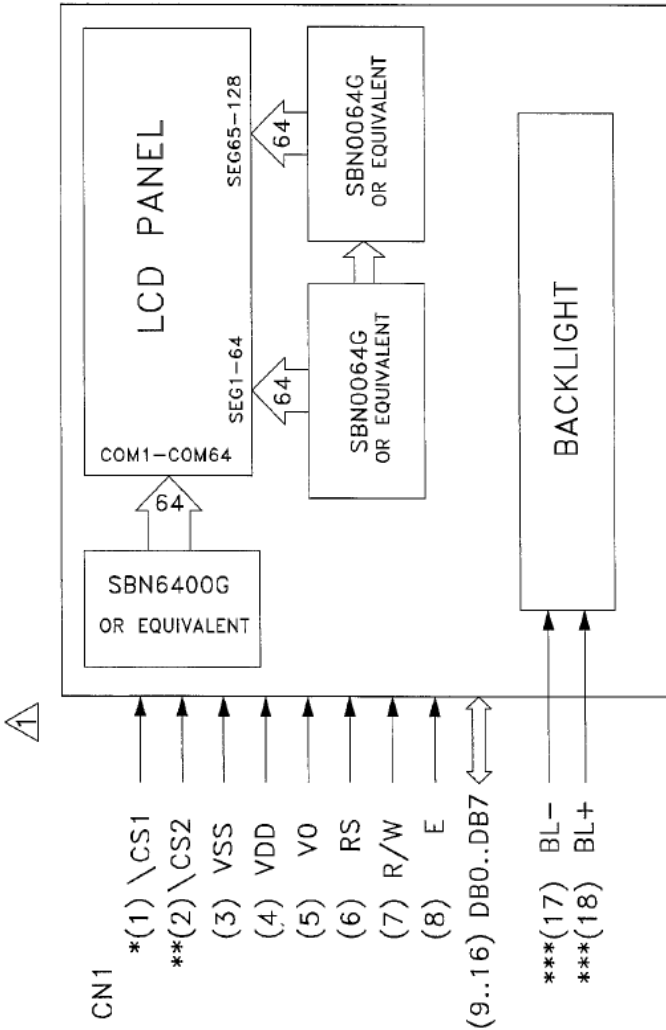 1
CN1
*(1) \CS1
**(2) \CS2
(3) VSS
(4) VDD
(5) V0
(6) RS
(7) R/W
(8) E
(9..16) DB0..DB7
***(17) BL-
***(18) BL+
SBN6400G
OR EQUIVALENT
64
LCD PANEL
COM1-COM64
SEG1-64
SEG65-128
64
64
SBN0064G
OR EQUIVALENT
SBN0064G
OR EQUIVALENT
BACKLIGHT